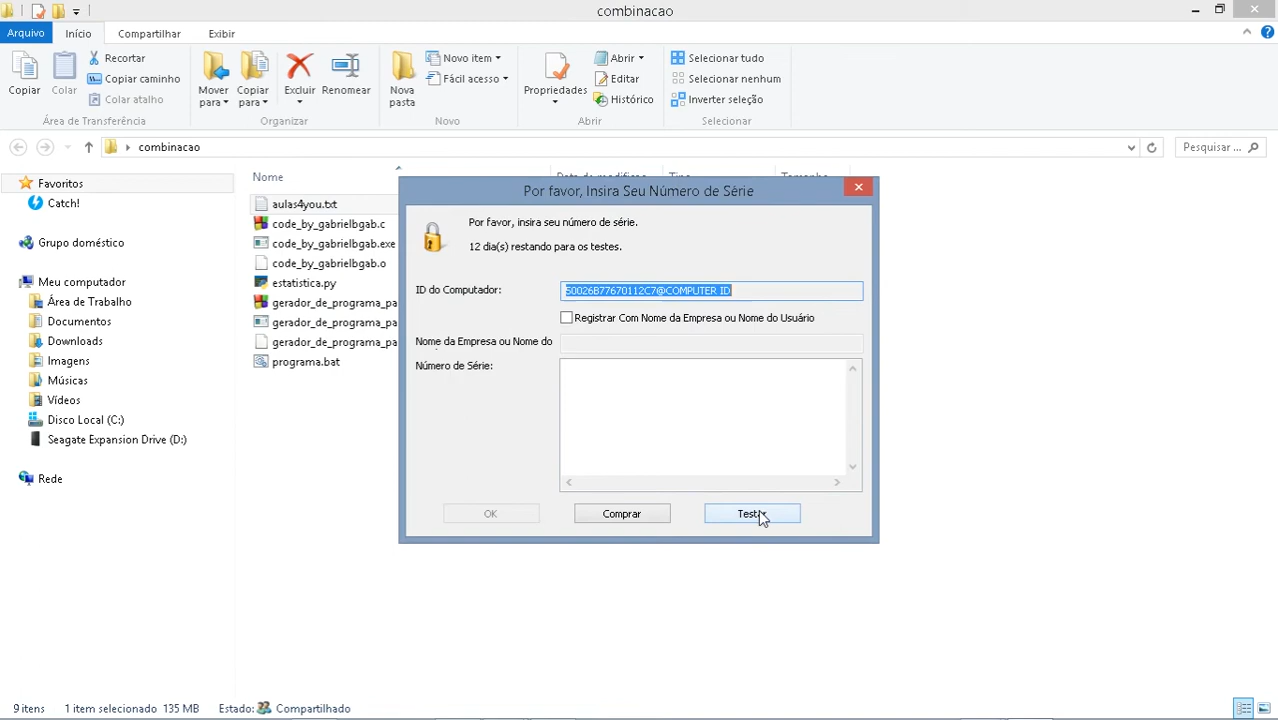 combinacao
Arquivo Início Compartilhar Exibir
Copiar
Colar
Recortar
Copiar caminho
Colar atalho
Área de Transferência
Mover para
Copiar para
Excluir
Renomear
Organizar
Nova pasta
Novo item
Fácil acesso
Novo
Propriedades
Abrir
Editar
Histórico
Abrir
Selecionar tudo
Selecionar nenhum
Inverter seleção
Selecionar
combinacao
Pesquisar ...
Favoritos
Catch!
Grupo doméstico
Meu computador
Área de Trabalho
Documentos
Downloads
Imagens
Músicas
Vídeos
Disco Local (C:)
Seagate Expansion Drive (D:)
Rede
Nome
aulas4you.txt
code_by_gabrielbgab.c
code_by_gabrielbgab.exe
code_by_gabrielbgab.o
estatistica.py
gerador_de_programa_pa
gerador_de_programa_pa
gerador_de_programa_pa
programa.bat
Por favor, Insira Seu Número de Série
Por favor, insira seu número de série.
12 dia(s) restando para os testes.
ID do Computador:
50026B77670112C7@COMPUTER ID
Registrar Com Nome da Empresa ou Nome do Usuário
Nome da Empresa ou Nome do
Número de Série:
OK
Comprar
9 itens 1 item selecionado 135 MB Estado: Compartilhado